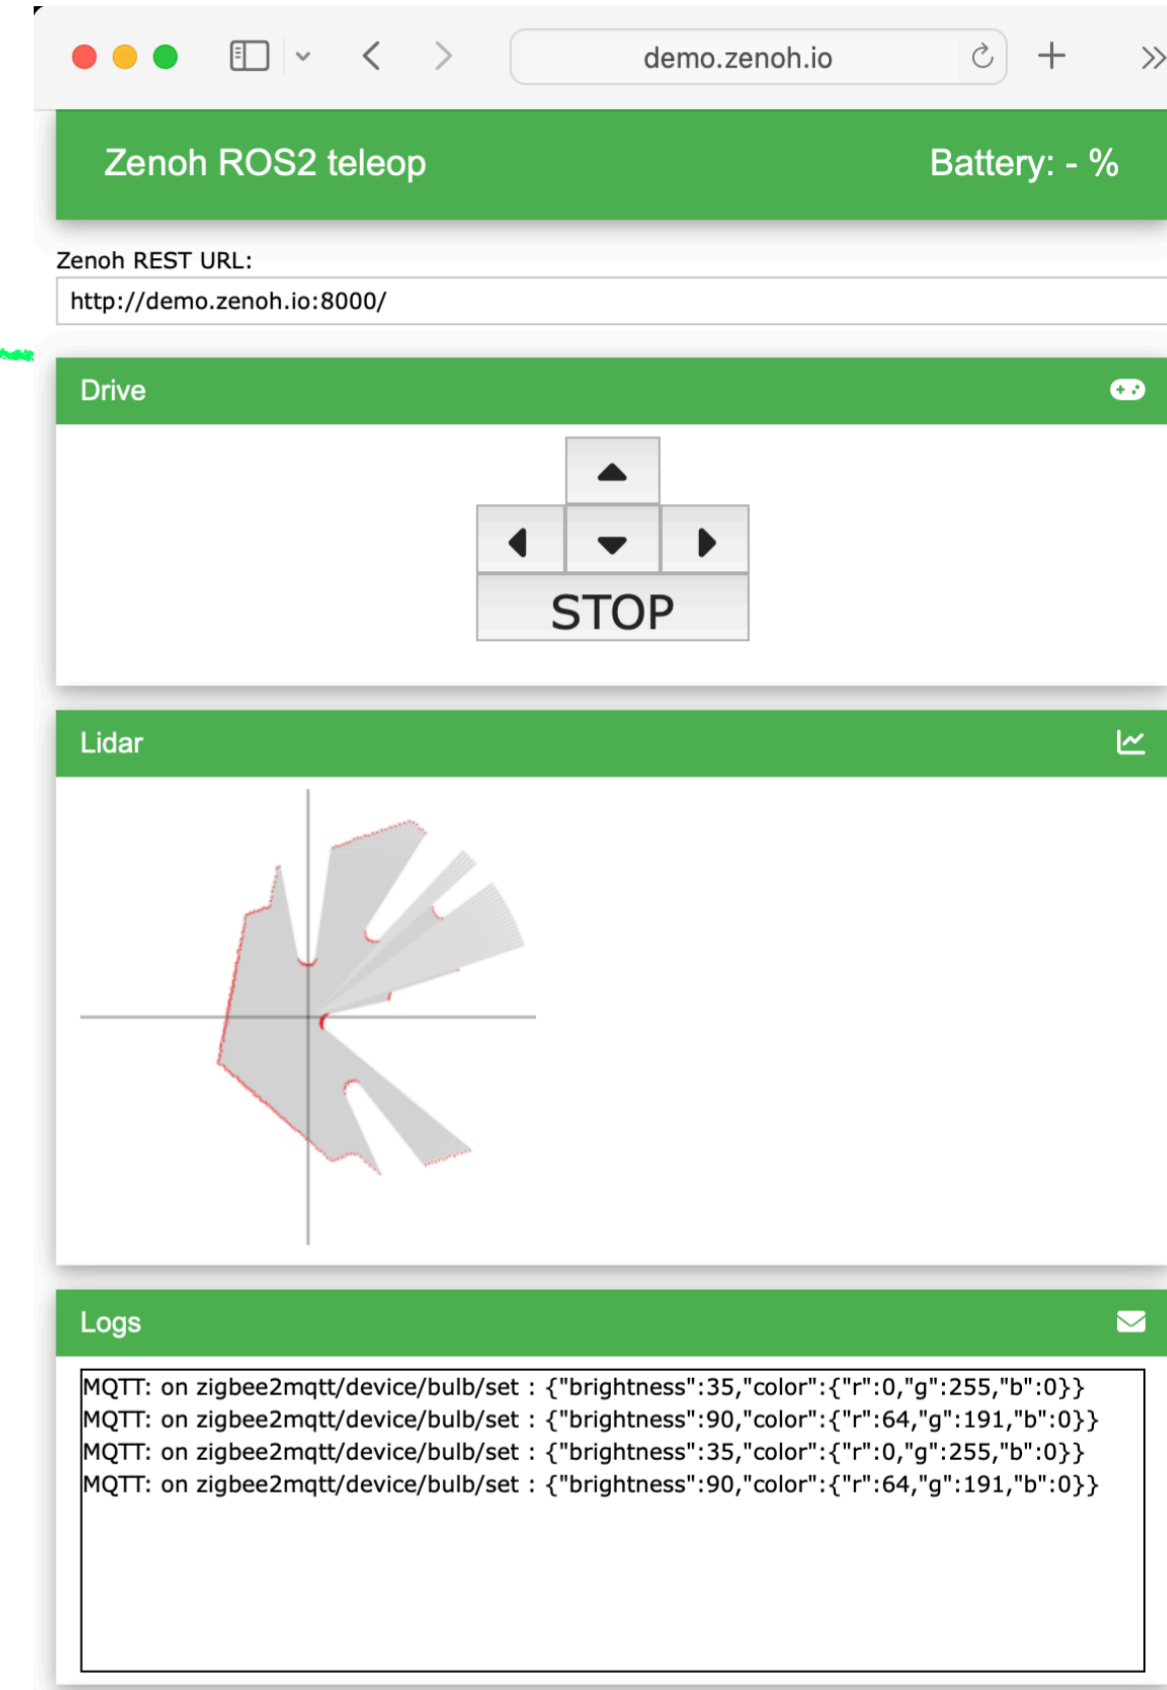 demo.zenoh.io
Zenoh ROS2 teleop
Battery: - %
Zenoh REST URL:
http://demo.zenoh.io:8000/
Drive
STOP
Lidar
Logs
MQTT: on zigbee2mqtt/device/bulb/set : {"brightness":35,"color":{"r":0,"g":255,"b":0}}
MQTT: on zigbee2mqtt/device/bulb/set : {"brightness":90,"color":{"r":64,"g":191,"b":0}}
MQTT: on zigbee2mqtt/device/bulb/set : {"brightness":35,"color":{"r":0,"g":255,"b":0}}
MQTT: on zigbee2mqtt/device/bulb/set : {"brightness":90,"color":{"r":64,"g":191,"b":0}}